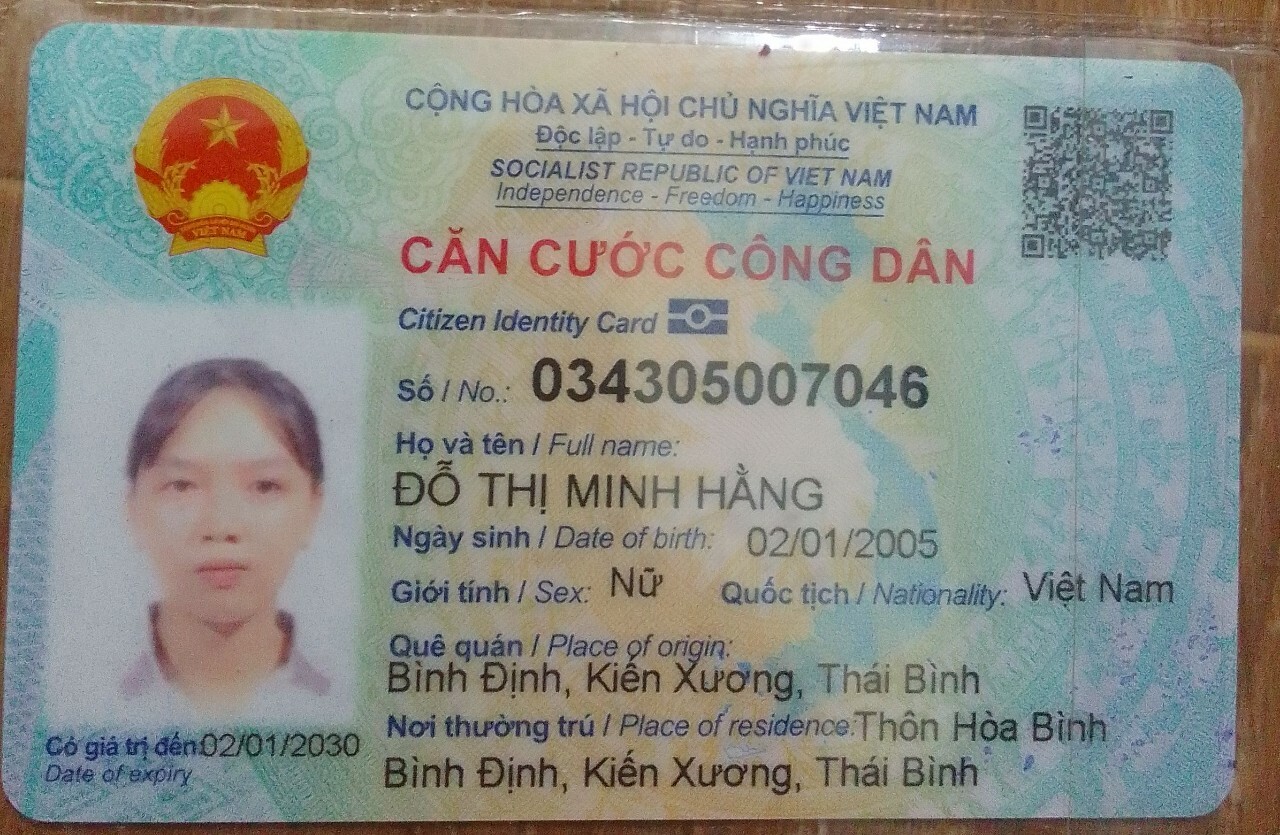 CỘNG HÒA XÃ HỘI CHỦ NGHĨA VIỆT NAM
Độc lập - Tự do - Hạnh phúc
SOCIALIST REPUBLIC OF VIET NAM
Independence - Freedom - Happiness
VIỆT NAM
CĂN CƯỚC CÔNG DÂN
Citizen Identity Card
Số / No.: 034305007046
Họ và tên / Full name:
ĐỖ THỊ MINH HẰNG
Ngày sinh / Date of birth: 02/01/2005
Giới tính / Sex: Nữ Quốc tịch / Nationality: Việt Nam
Quê quán / Place of origin:
Bình Định, Kiến Xương, Thái Bình
Nơi thường trú / Place of residence: Thôn Hòa Bình
Bình Định, Kiến Xương, Thái Bình
Có giá trị đến: 02/01/2030
Date of expiry